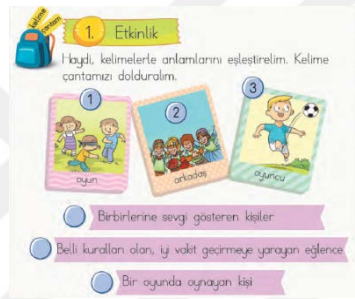 kelime
çantam
1. Etkinlik
Haydi, kelimelerle anlamlarını eşleştirelim. Kelime
çantamızı dolduralım.
1
2
3
oyun
arkadaş
oyuncu
Birbirlerine sevgi gösteren kişiler
Belli kuralları olan, iyi vakit geçirmeye yarayan eğlence
Bir oyunda oynayan kişi